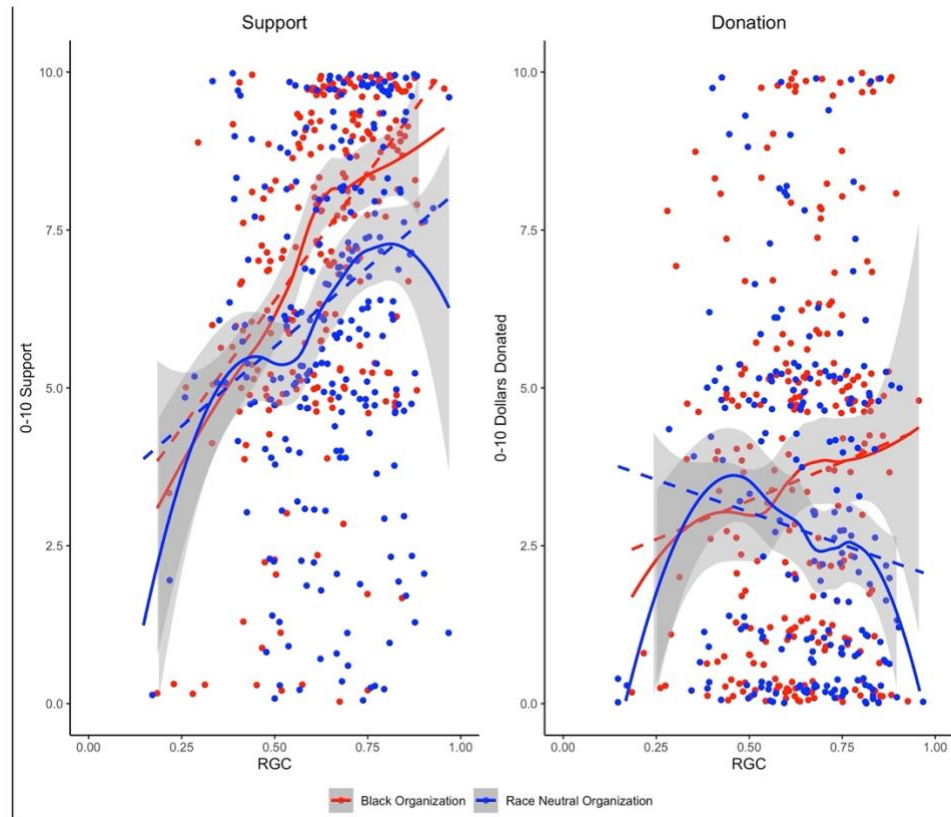 Support
Donation
10.0
7.5
5.0
2.5
0.0
0-10 Support
0.00 0.25 0.50 0.75 1.00
RGC
10.0
7.5
5.0
2.5
0.0
0-10 Dollars Donated
0.00 0.25 0.50 0.75 1.00
RGC
Black Organization Race Neutral Organization